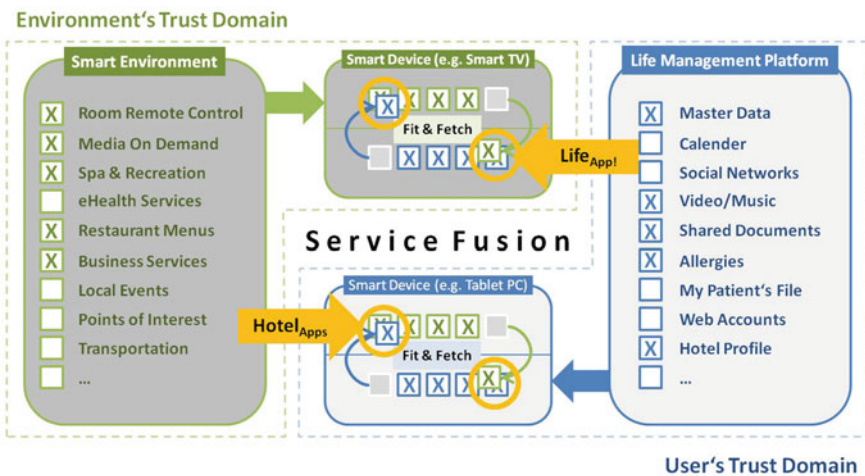 Environment‘s Trust Domain
Smart Environment
X Room Remote Control
X Media On Demand
X Spa & Recreation
eHealth Services
X Restaurant Menus
X Business Services
Local Events
Points of Interest
Transportation
...
Smart Device (e.g. Smart TV)
X X X X X
Fit & Fetch
X X X X X
LifeApp!
Service Fusion
Smart Device (e.g. Tablet PC)
X X X X X
HotelApps
Fit & Fetch
X X X X X
Life Management Platform
X Master Data
Calender
Social Networks
X Video/Music
X Shared Documents
X Allergies
My Patient‘s File
Web Accounts
X Hotel Profile
...
User‘s Trust Domain